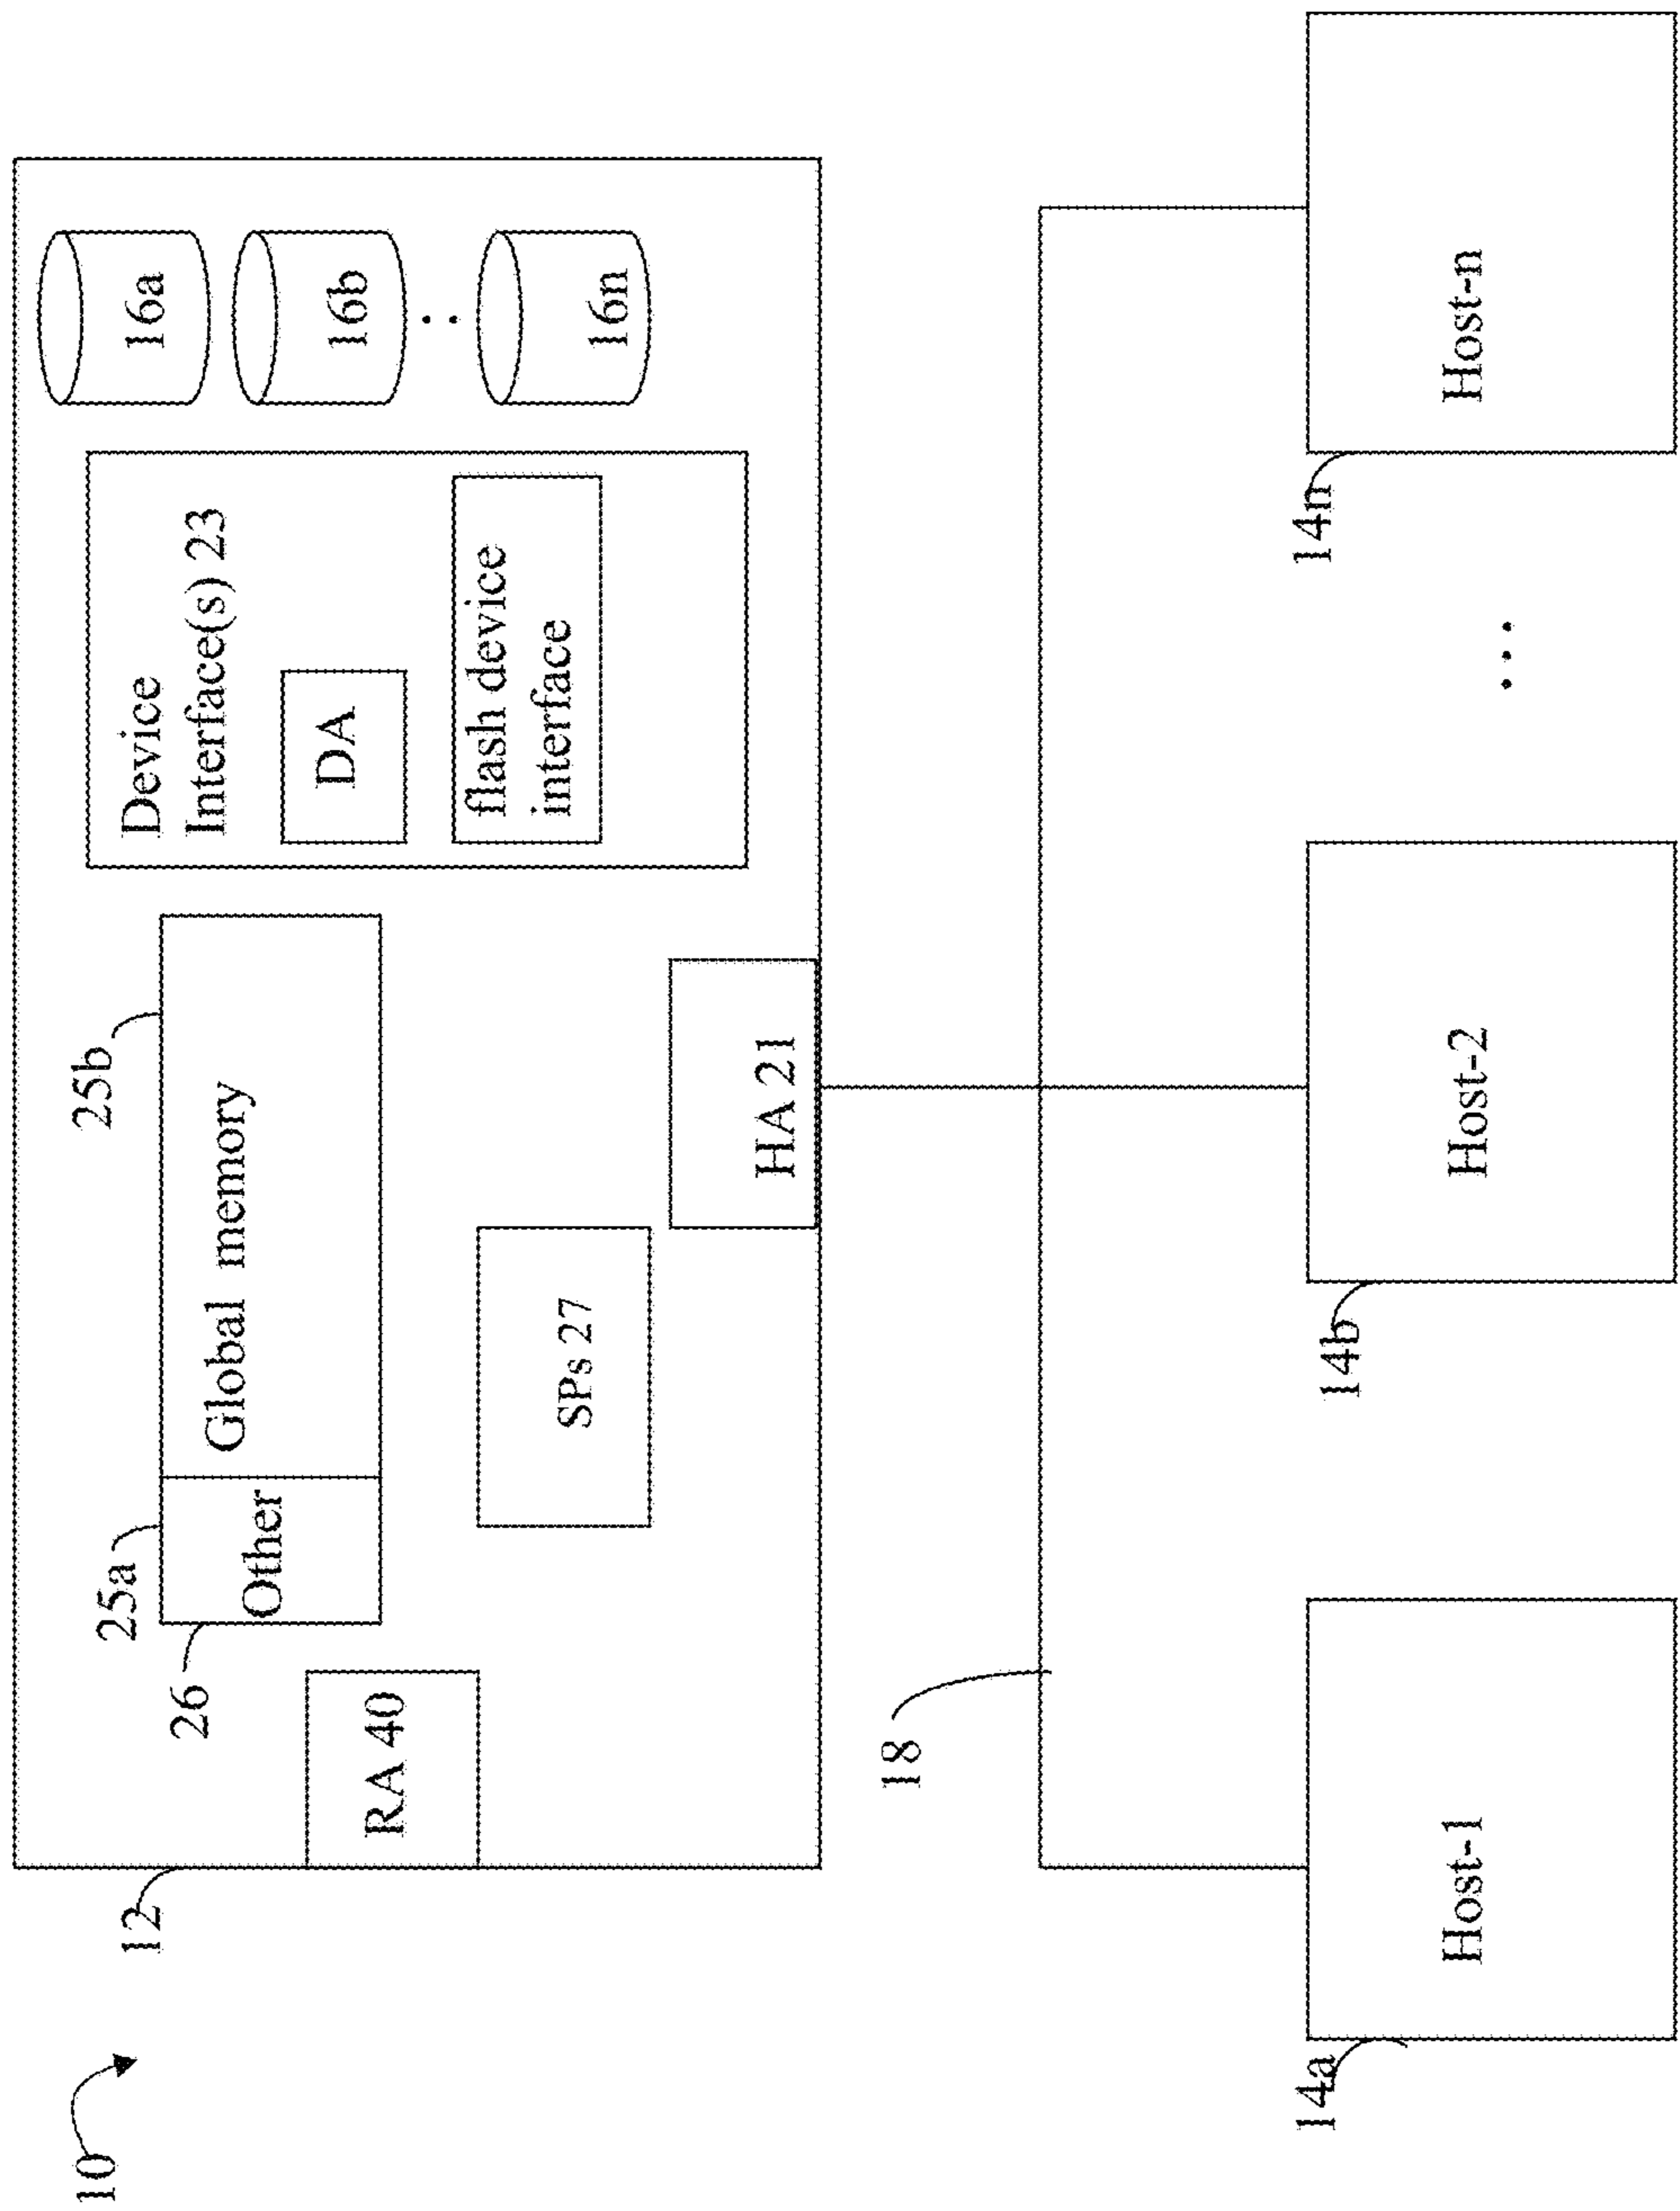 10
12
RA 40
26
25a
Other
25b
Global memory
SPs 27
HA 21
Device
Interface(s) 23
DA
flash device
interface
16a
16b
:
16n
18
14a
Host-1
14b
Host-2
...
14n
Host-n